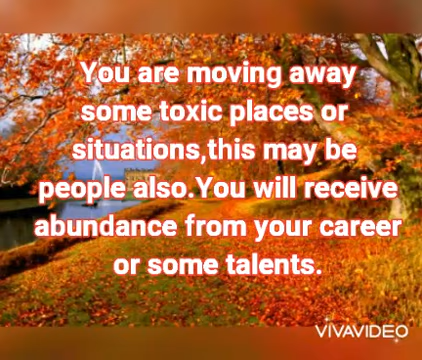 You are moving away
some toxic places or
situations,this may be
people also.You will receive
abundance from your career
or some talents.
VIVAVIDEO